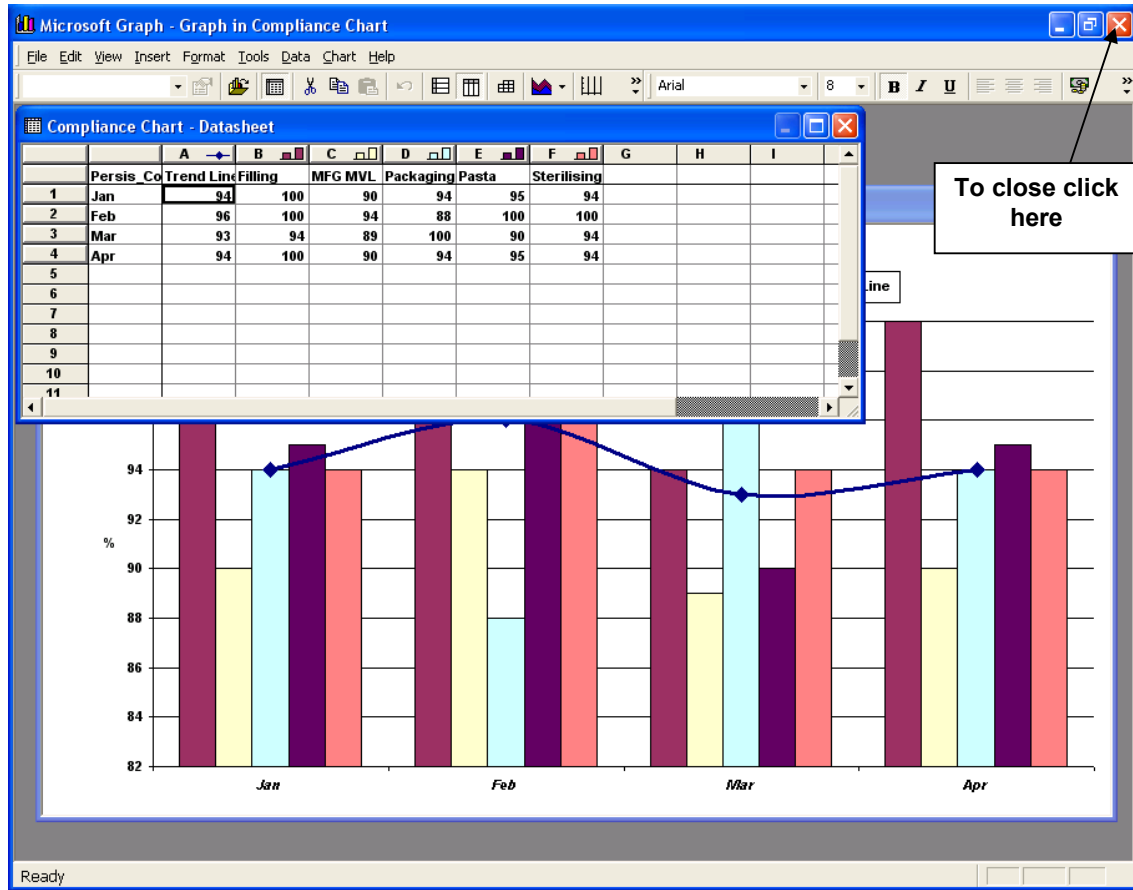 Microsoft Graph - Graph in Compliance Chart
File Edit View Insert Format Tools Data Chart Help
Arial 8 B I U
Compliance Chart - Datasheet
A B C D E F G H I
Persis_Co Trend Line Filling MFG MVL Packaging Pasta Sterilising
1 Jan 94 100 90 94 95 94
2 Feb 96 100 94 88 100 100
3 Mar 93 94 89 100 90 94
4 Apr 94 100 90 94 95 94
5
6
7
8
9
10
11
To close click
here
Line
94
92
%
90
88
86
84
82
Jan Feb Mar Apr
Ready